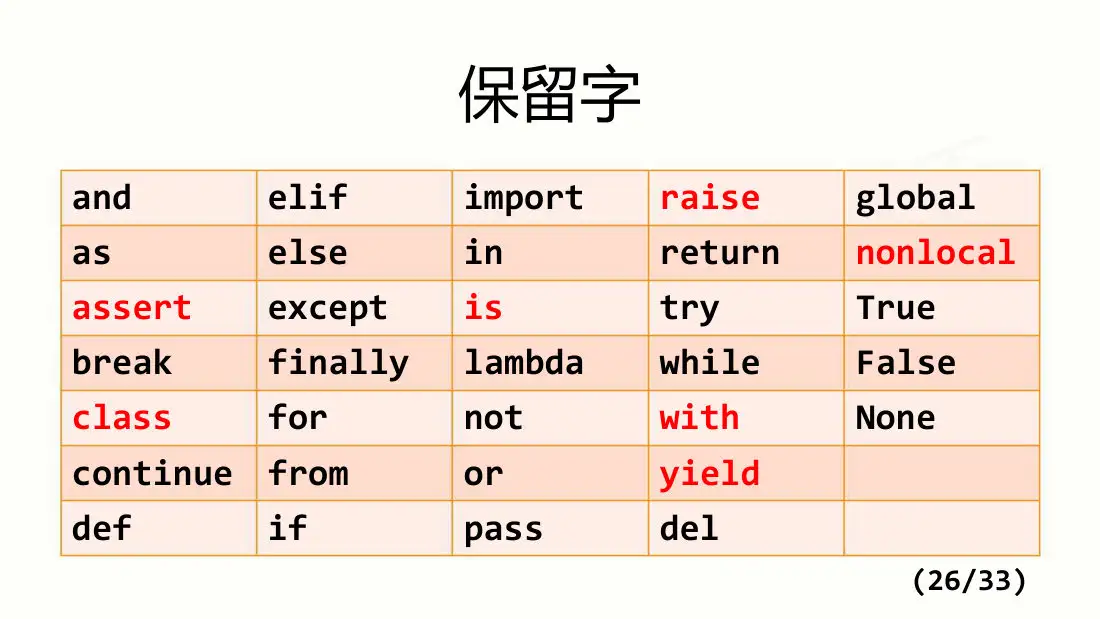 保留字
and elif import raise global
as else in return nonlocal
assert except is try True
break finally lambda while False
class for not with None
continue from or yield
def if pass del
(26/33)